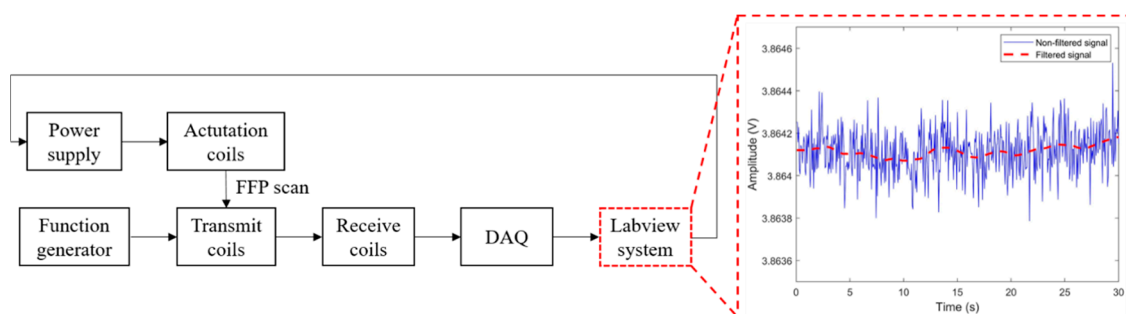 Power
supply
Actutation
coils
FFP scan
Function
generator
Transmit
coils
Receive
coils
DAQ
Labview
system
Non-filtered signal
Filtered signal
Amplitude (V)
3.8646
3.8644
3.8642
3.864
3.8638
3.8636
0
5
10
15
20
25
30
Time (s)